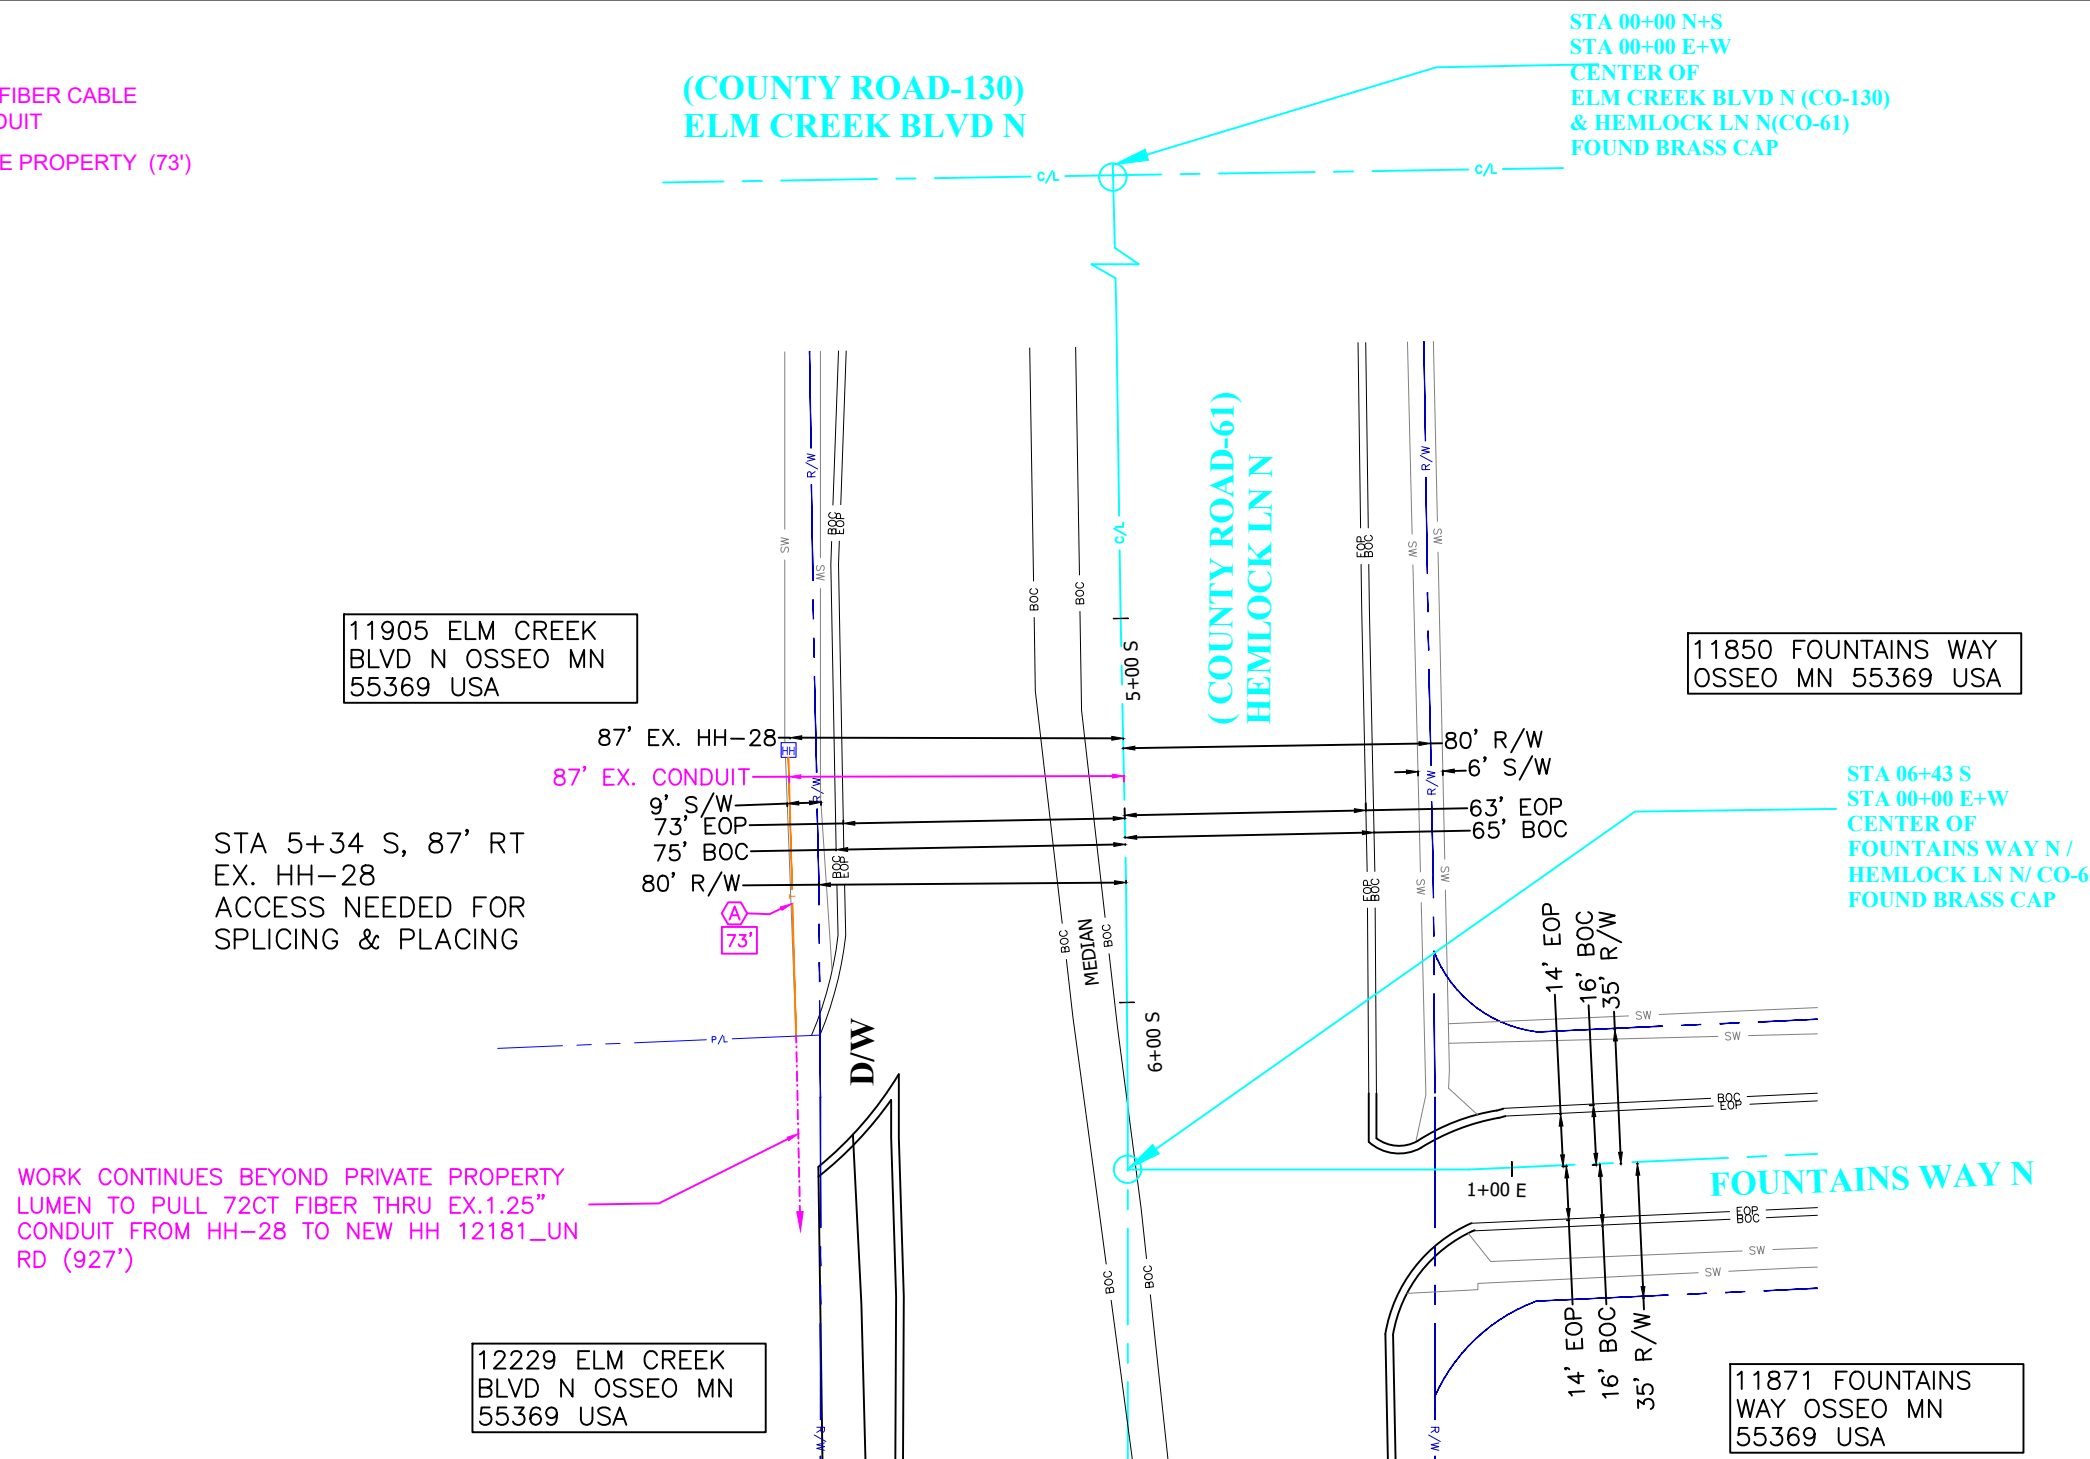 FIBER CABLE
DUIT
E PROPERTY (73')
(COUNTY ROAD-130)
ELM CREEK BLVD N
STA 00+00 N+S
STA 00+00 E+W
CENTER OF
ELM CREEK BLVD N (CO-130)
& HEMLOCK LN N(CO-61)
FOUND BRASS CAP
C/L
C/L
C/L
( COUNTY ROAD-61)
HEMLOCK LN N
R/W
R/W
SW
SW
BOC
EOP
EOP
BOC
SW
SW
BOC
BOC
5+00 S
11905 ELM CREEK
BLVD N OSSEO MN
55369 USA
11850 FOUNTAINS WAY
OSSEO MN 55369 USA
87' EX. HH-28
HH
87' EX. CONDUIT
9' S/W
73' EOP
75' BOC
80' R/W
R/W
BOC
EOP
A
73'
80' R/W
6' S/W
63' EOP
65' BOC
R/W
SW
SW
EOP
BOC
STA 5+34 S, 87' RT
EX. HH-28
ACCESS NEEDED FOR
SPLICING & PLACING
STA 06+43 S
STA 00+00 E+W
CENTER OF
FOUNTAINS WAY N /
HEMLOCK LN N/ CO-6
FOUND BRASS CAP
BOC
MEDIAN
BOC
14' EOP
16' BOC
35' R/W
SW
SW
P/L
D/W
6+00 S
BOC
EOP
WORK CONTINUES BEYOND PRIVATE PROPERTY
LUMEN TO PULL 72CT FIBER THRU EX.1.25"
CONDUIT FROM HH-28 TO NEW HH 12181_UN
RD (927')
1+00 E
FOUNTAINS WAY N
EOP
BOC
SW
SW
BOC
BOC
14' EOP
16' BOC
35' R/W
12229 ELM CREEK
BLVD N OSSEO MN
55369 USA
11871 FOUNTAINS
WAY OSSEO MN
55369 USA
R/W
R/W